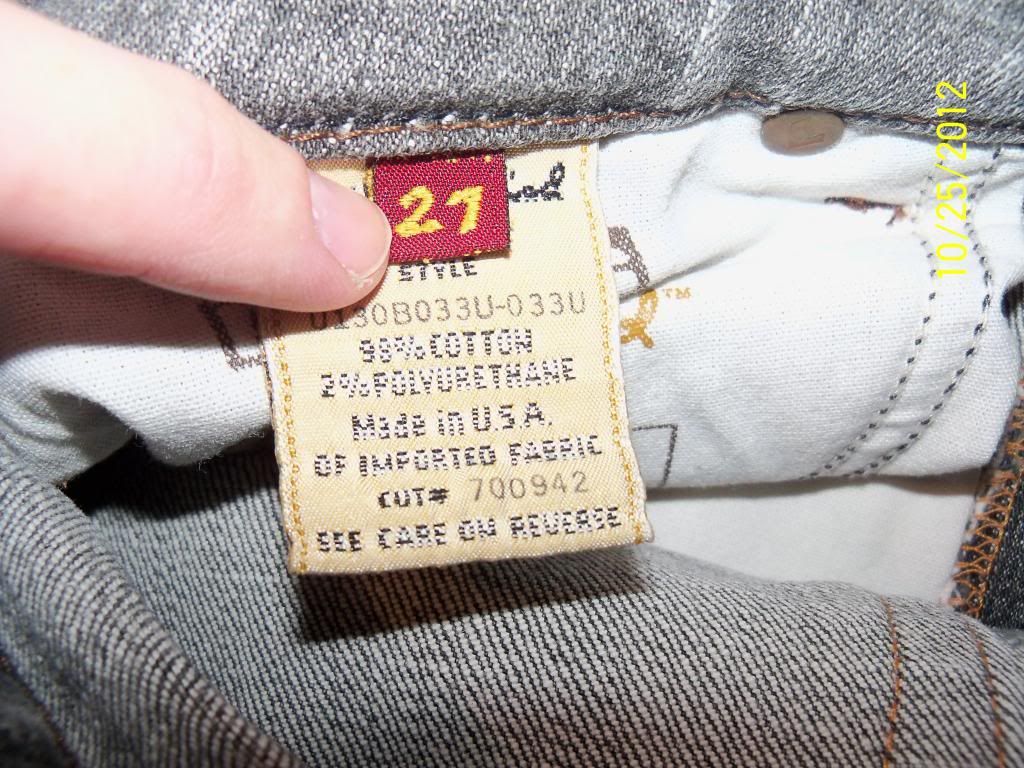 27
STYLE
U130B033U-033U
98% COTTON
2% POLYURETHANE
Made in U.S.A.
OF IMPORTED FABRIC
CUT# 700942
SEE CARE ON REVERSE
10/25/2012